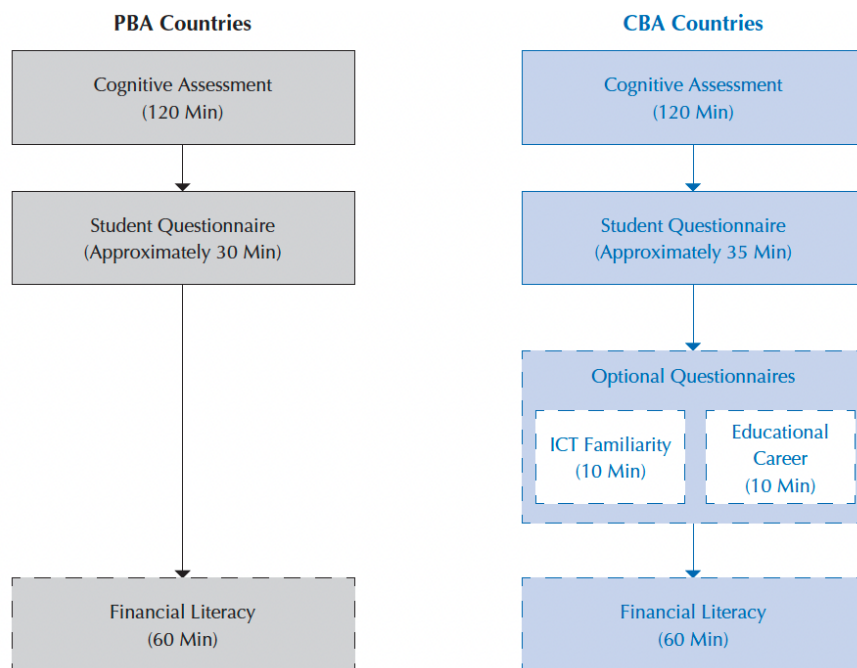 PBA Countries
Cognitive Assessment
(120 Min)
Student Questionnaire
(Approximately 30 Min)
Financial Literacy
(60 Min)
CBA Countries
Cognitive Assessment
(120 Min)
Student Questionnaire
(Approximately 35 Min)
Optional Questionnaires
ICT Familiarity
(10 Min)
Educational
Career
(10 Min)
Financial Literacy
(60 Min)